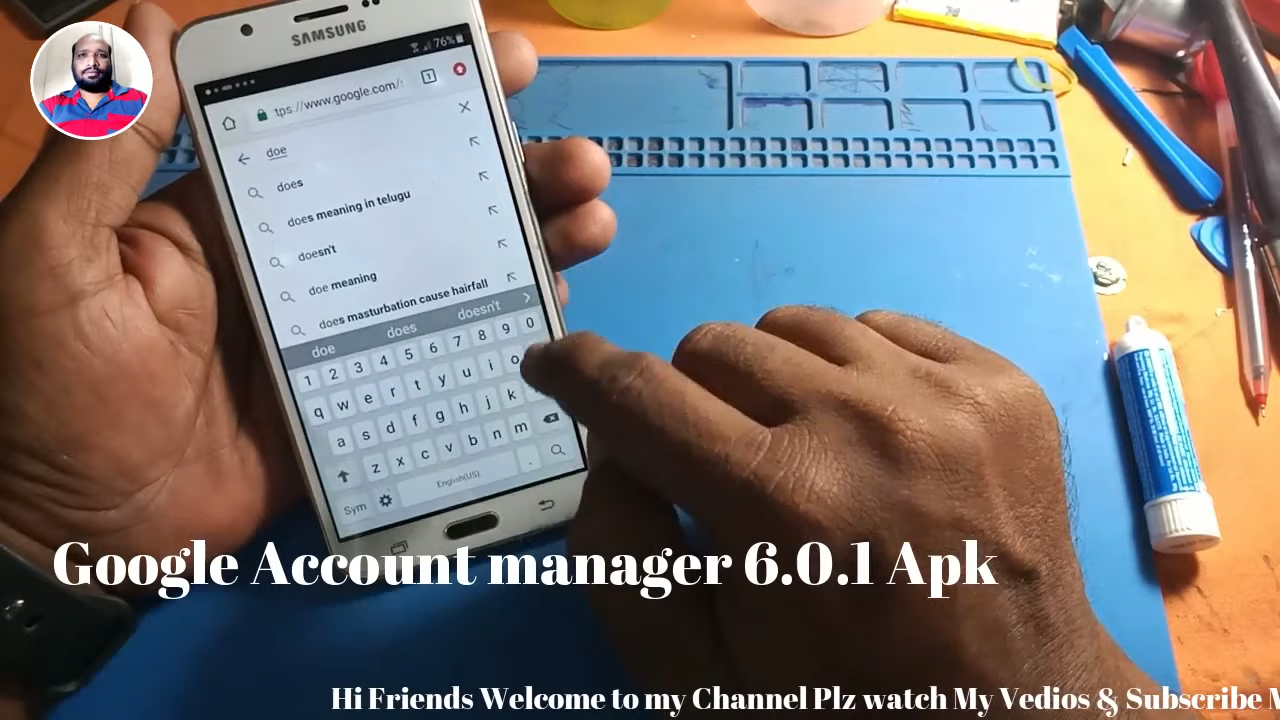 SAMSUNG
76%
tps://www.google.com/
1
doe
does
does meaning in telugu
doesn't
doe meaning
does masturbation cause hairfall
doe does doesn't
1 2 3 4 5 6 7 8 9 0
q w e r t y u i o
a s d f g h j k
z x c v b n m
Sym English(US) .
Google Account manager 6.0.1 Apk
Hi Friends Welcome to my Channel Plz watch My Vedios & Subscribe M